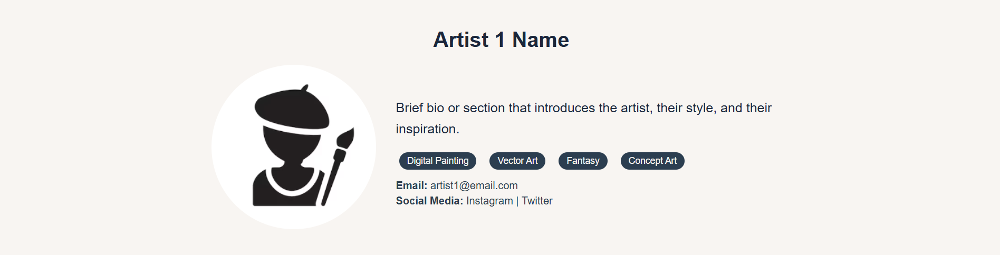 Artist 1 Name
Brief bio or section that introduces the artist, their style, and their
inspiration.
Digital Painting Vector Art Fantasy Concept Art
Email: artist1@email.com
Social Media: Instagram | Twitter